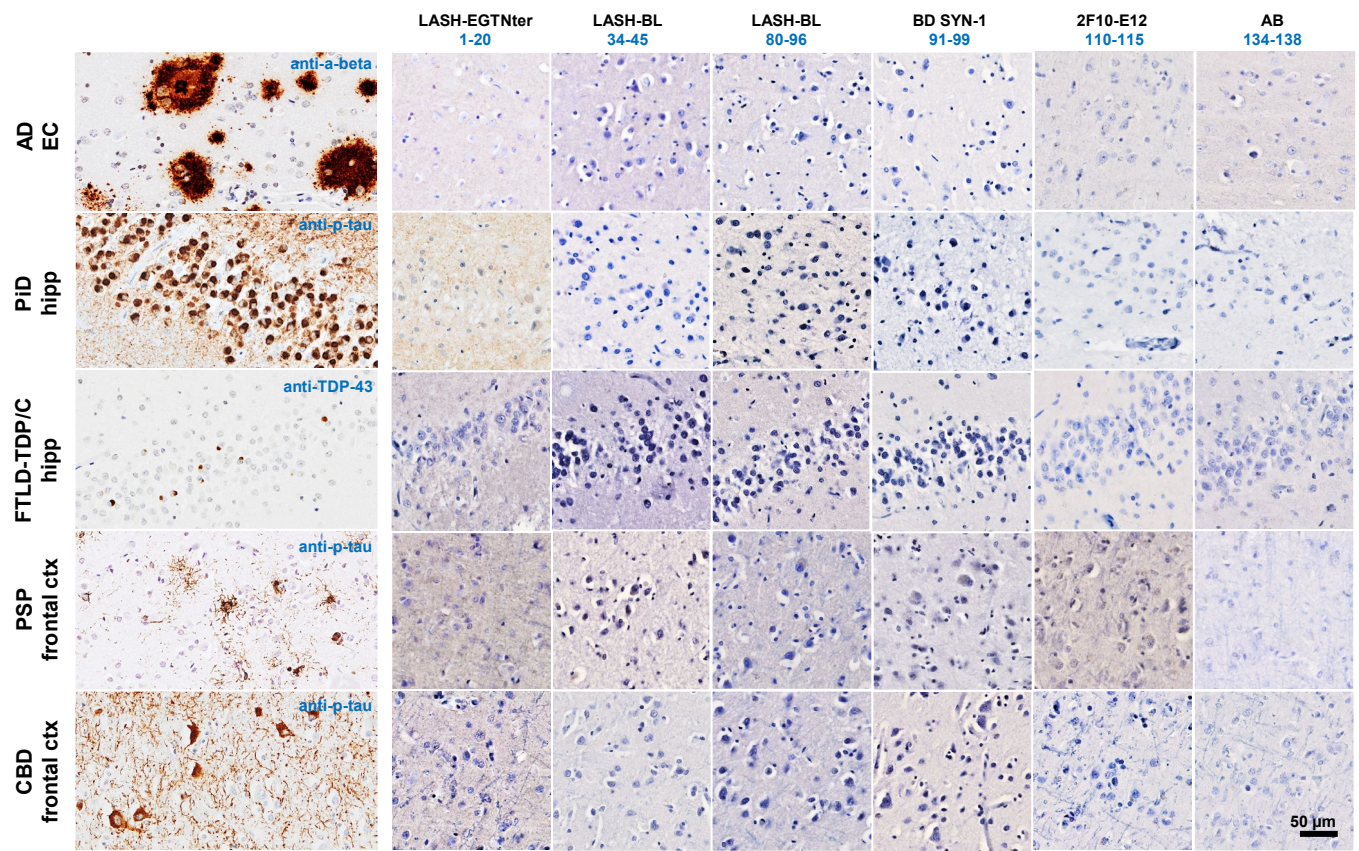 LASH-EGTNter
1-20
LASH-BL
34-45
LASH-BL
80-96
BD SYN-1
91-99
2F10-E12
110-115
AB
134-138
AD
EC
anti-a-beta
PiD
hipp
anti-p-tau
FTLD-TDP/C
hipp
anti-TDP-43
PSP
frontal ctx
anti-p-tau
CBD
frontal ctx
anti-p-tau
50 µm